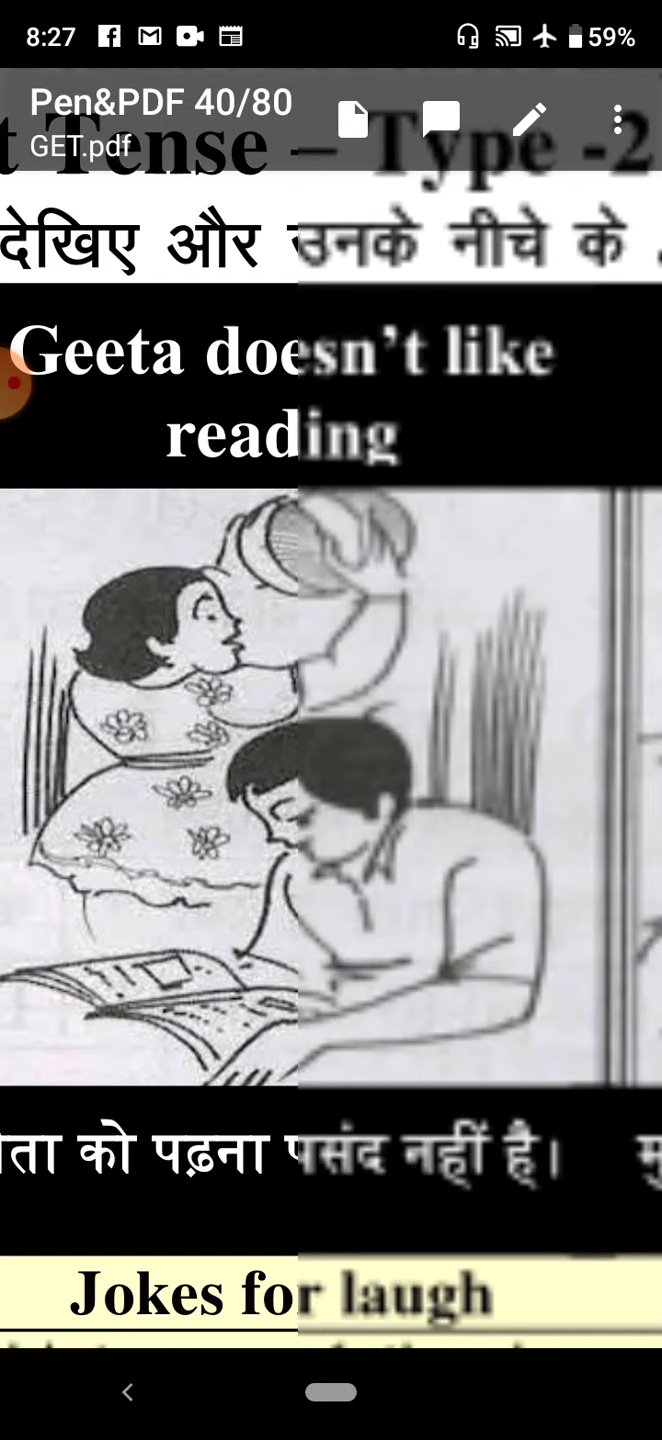 8:27
59%
Pen&PDF 40/80
GET.pdf
t Tense – Type -2
देखिए और उनके नीचे के
Geeta doesn't like
reading
ता को पढ़ना पसंद नहीं है।
Jokes for laugh